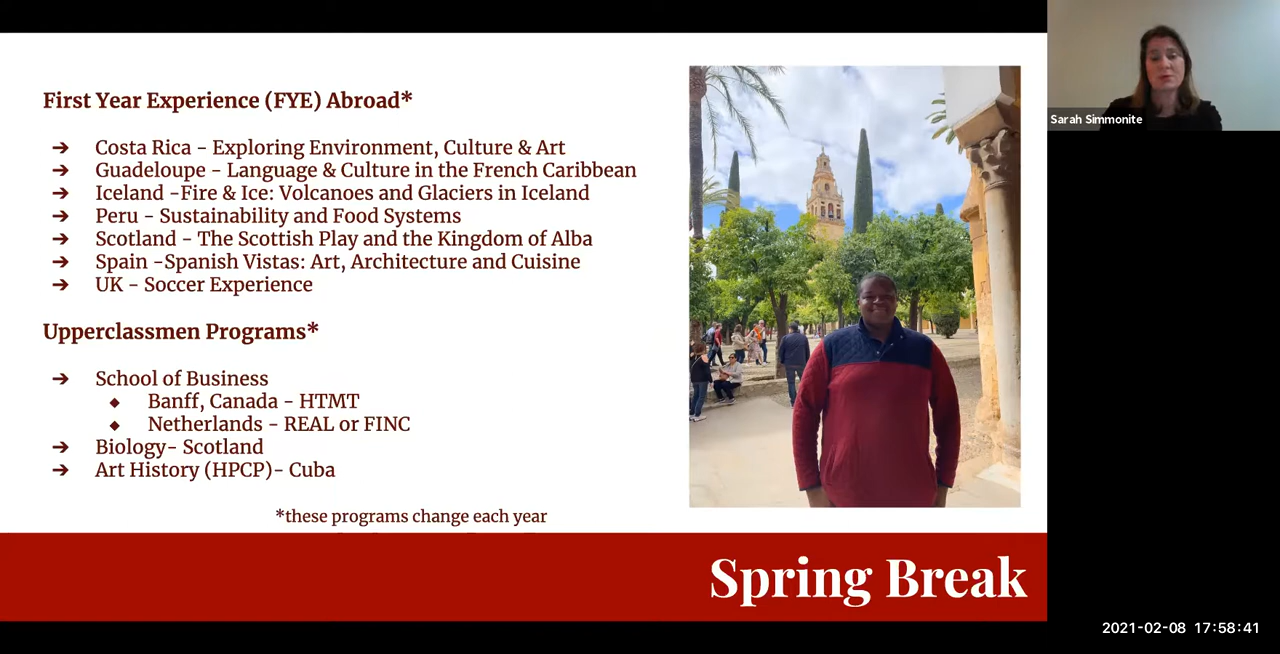 First Year Experience (FYE) Abroad*
➔ Costa Rica - Exploring Environment, Culture & Art
➔ Guadeloupe - Language & Culture in the French Caribbean
➔ Iceland -Fire & Ice: Volcanoes and Glaciers in Iceland
➔ Peru - Sustainability and Food Systems
➔ Scotland - The Scottish Play and the Kingdom of Alba
➔ Spain -Spanish Vistas: Art, Architecture and Cuisine
➔ UK - Soccer Experience
Upperclassmen Programs*
➔ School of Business
◆ Banff, Canada - HTMT
◆ Netherlands - REAL or FINC
➔ Biology- Scotland
➔ Art History (HPCP)- Cuba
*these programs change each year
Spring Break
Sarah Simmonite
2021-02-08 17:58:41